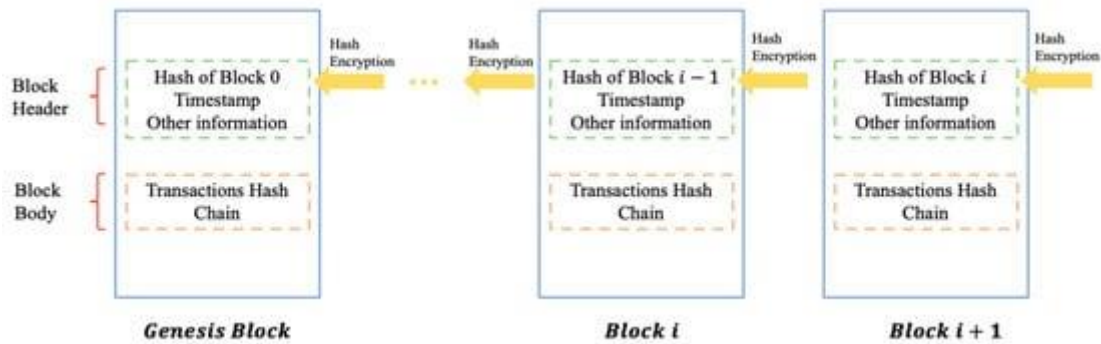 Block
Header
Hash of Block 0
Timestamp
Other information
Hash
Encryption
Hash
Encryption
Hash of Block i − 1
Timestamp
Other information
Hash
Encryption
Hash of Block i
Timestamp
Other information
Hash
Encryption
Block
Body
Transactions Hash
Chain
Transactions Hash
Chain
Transactions Hash
Chain
Genesis Block
Block i
Block i + 1